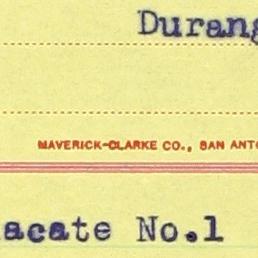 Durang
MAVERICK-CLARKE CO., SAN ANTO
acate No.1